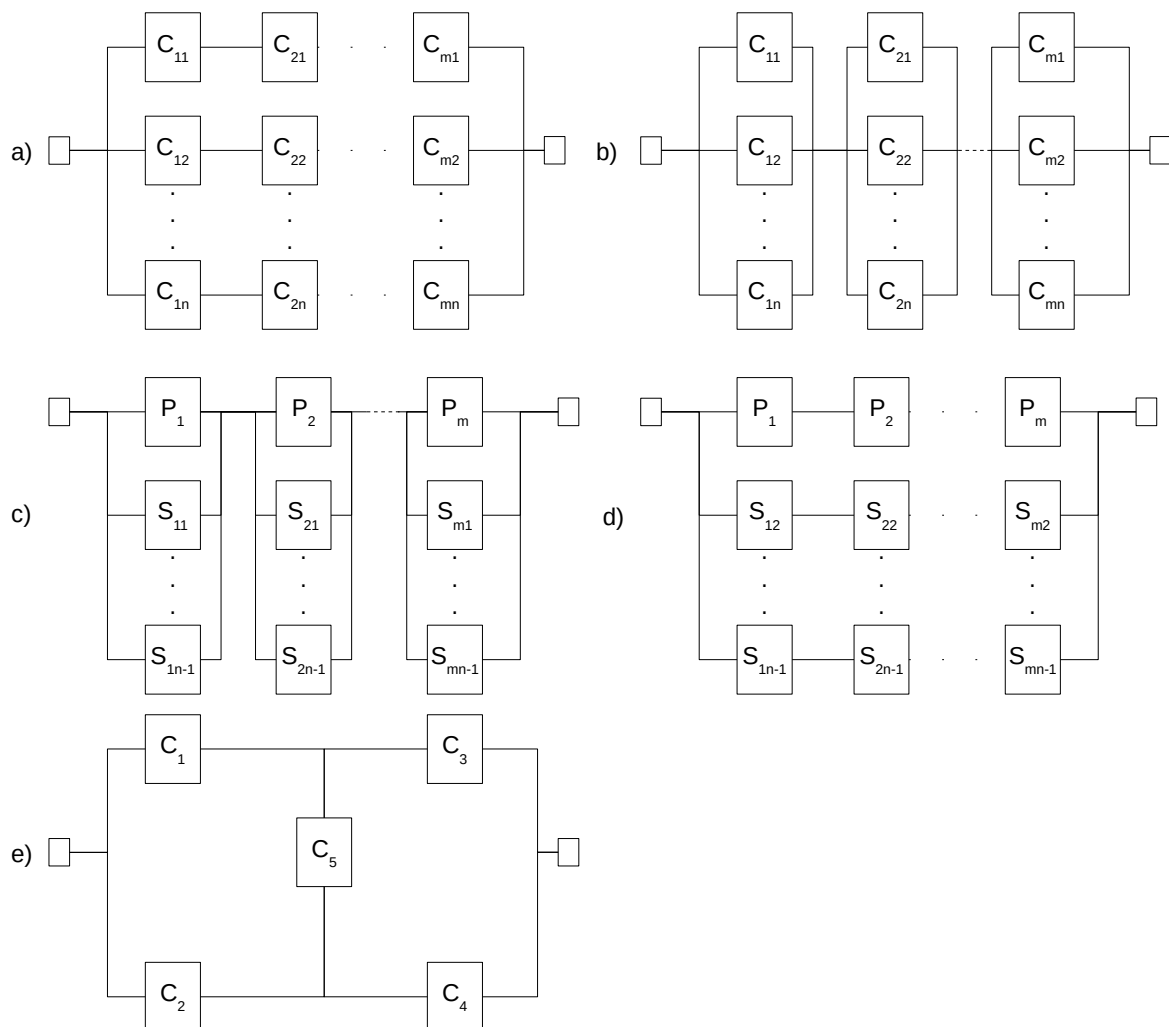 C11 C21 . . Cm1
C11 C21 Cm1
a) C12 C22 . . Cm2
b) C12 C22 Cm2
C1n C2n . . Cmn
C1n C2n Cmn
P1 P2 Pm
P1 P2 . . Pm
c) S11 S21 Sm1
d) S12 S22 . . Sm2
S1n-1 S2n-1 Smn-1
S1n-1 S2n-1 . . Smn-1
C1 C3
e) C5
C2 C4